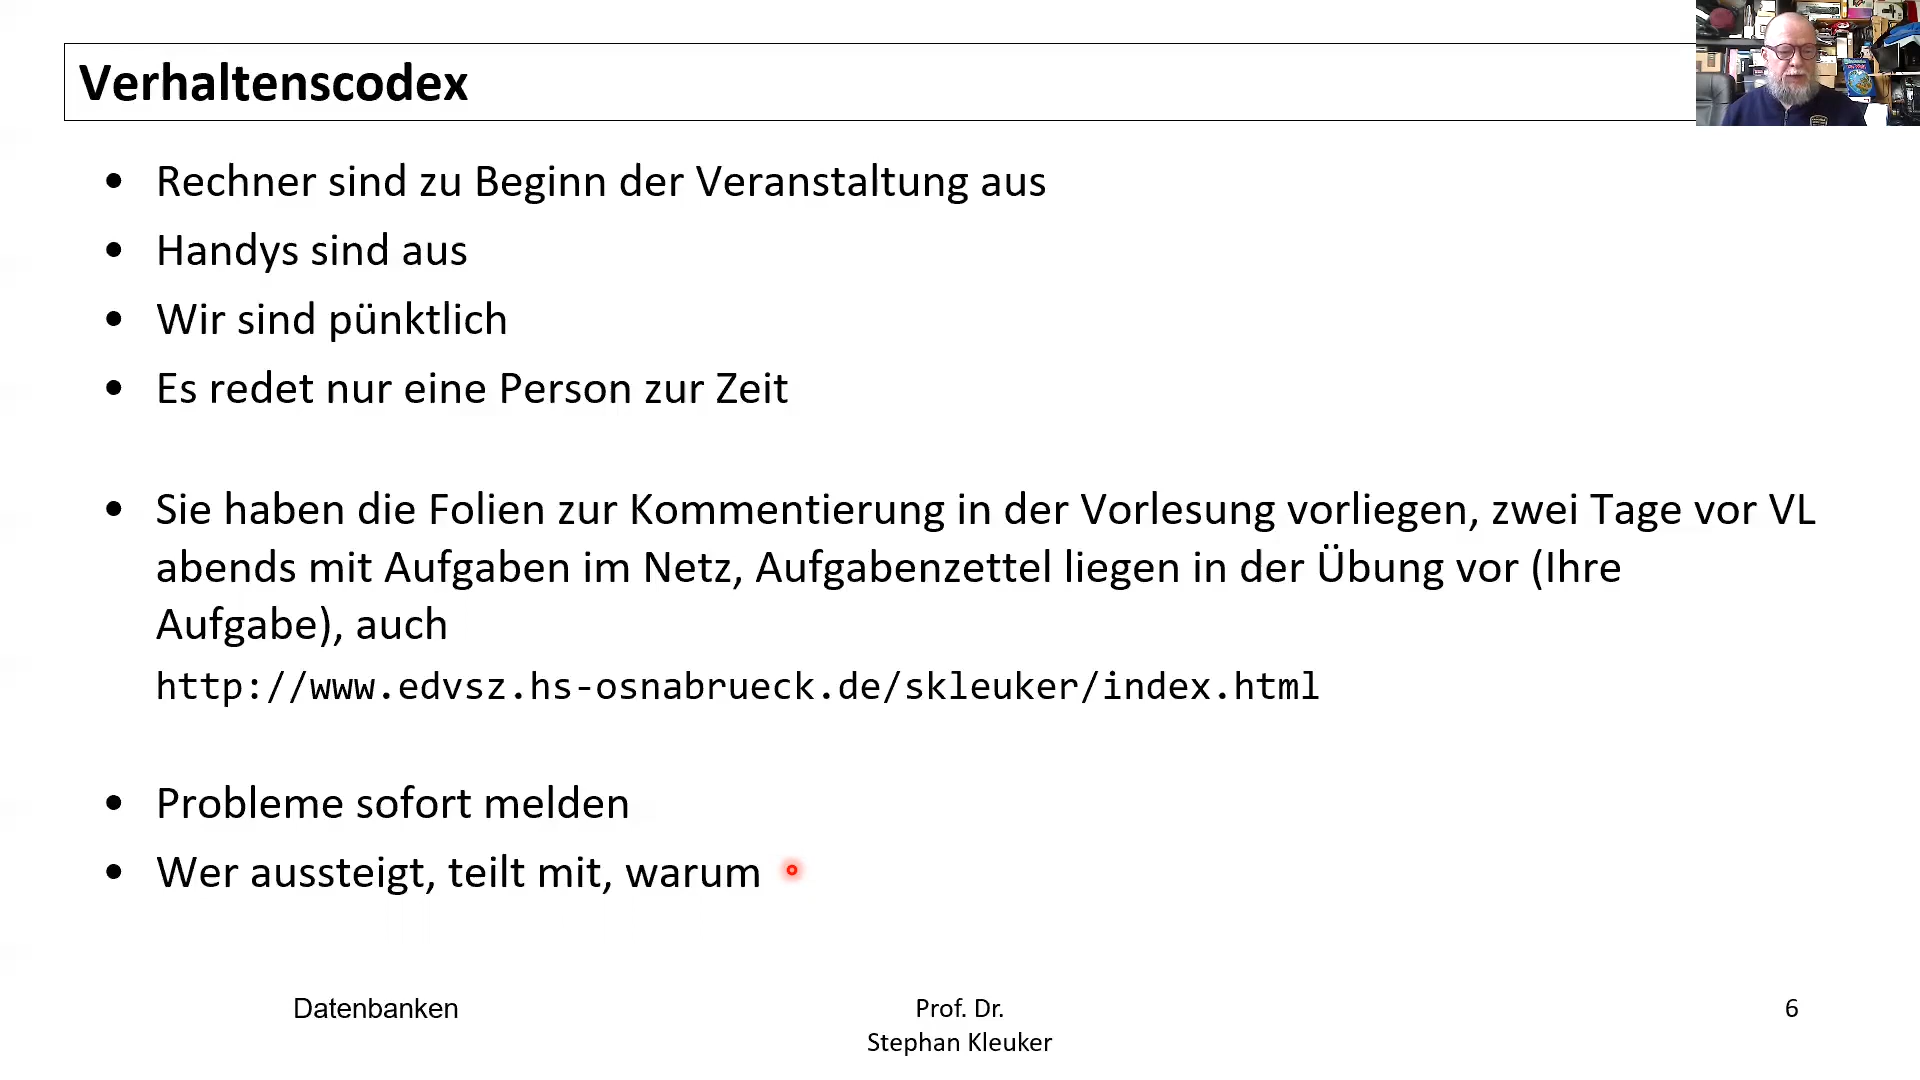 Verhaltenscodex
• Rechner sind zu Beginn der Veranstaltung aus
• Handys sind aus
• Wir sind pünktlich
• Es redet nur eine Person zur Zeit
• Sie haben die Folien zur Kommentierung in der Vorlesung vorliegen, zwei Tage vor VL
abends mit Aufgaben im Netz, Aufgabenzettel liegen in der Übung vor (Ihre
Aufgabe), auch
http://www.edvsz.hs-osnabrueck.de/skleuker/index.html
• Probleme sofort melden
• Wer aussteigt, teilt mit, warum
Datenbanken
Prof. Dr.
Stephan Kleuker
6